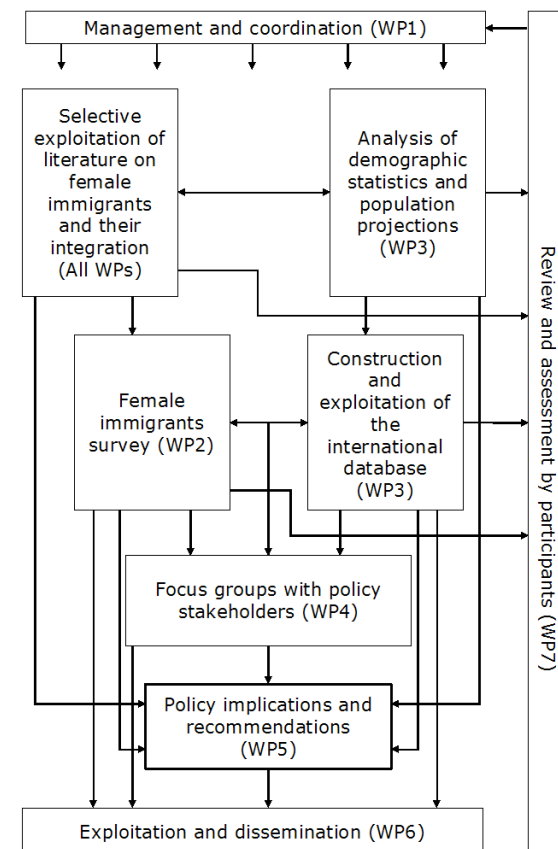 Management and coordination (WP1)
Selective
exploitation of
literature on
female
immigrants
and their
integration
(All WPs)
Analysis of
demographic
statistics and
population
projections
(WP3)
Female
immigrants
survey (WP2)
Construction
and
exploitation of
the
international
database
(WP3)
Review and assessment by participants (WP7)
Focus groups with policy
stakeholders (WP4)
Policy implications and
recommendations
(WP5)
Exploitation and dissemination (WP6)